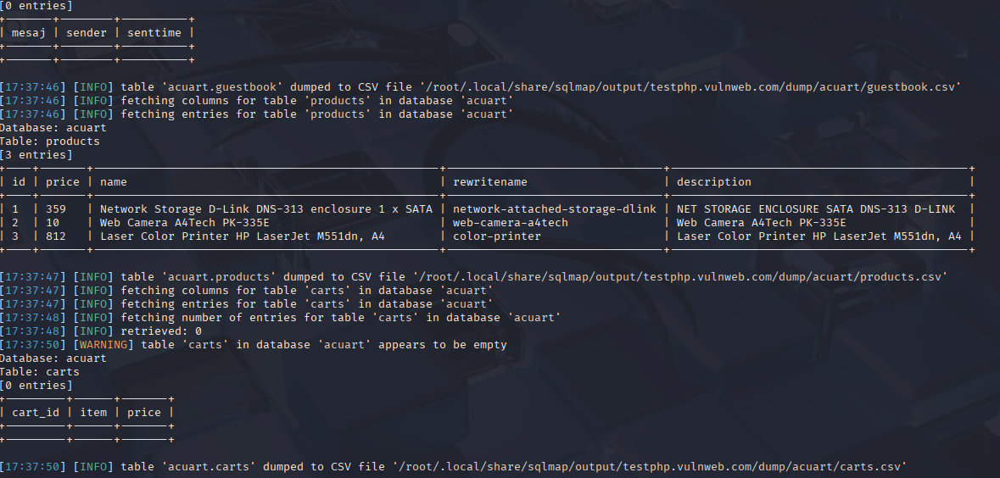 [0 entries]
+-------+--------+----------+
| mesaj | sender | senttime |
+-------+--------+----------+
+-------+--------+----------+
[17:37:46] [INFO] table 'acuart.guestbook' dumped to CSV file '/root/.local/share/sqlmap/output/testphp.vulnweb.com/dump/acuart/guestbook.csv'
[17:37:46] [INFO] fetching columns for table 'products' in database 'acuart'
[17:37:46] [INFO] fetching entries for table 'products' in database 'acuart'
Database: acuart
Table: products
[3 entries]
+----+-------+---------------------------------------------------+-------------------------------+--------------------------------------------+
| id | price | name | rewritename | description |
+----+-------+---------------------------------------------------+-------------------------------+--------------------------------------------+
| 1 | 359 | Network Storage D-Link DNS-313 enclosure 1 x SATA | network-attached-storage-dlink | NET STORAGE ENCLOSURE SATA DNS-313 D-LINK |
| 2 | 10 | Web Camera A4Tech PK-335E | web-camera-a4tech | Web Camera A4Tech PK-335E |
| 3 | 812 | Laser Color Printer HP LaserJet M551dn, A4 | color-printer | Laser Color Printer HP LaserJet M551dn, A4 |
+----+-------+---------------------------------------------------+-------------------------------+--------------------------------------------+
[17:37:47] [INFO] table 'acuart.products' dumped to CSV file '/root/.local/share/sqlmap/output/testphp.vulnweb.com/dump/acuart/products.csv'
[17:37:47] [INFO] fetching columns for table 'carts' in database 'acuart'
[17:37:47] [INFO] fetching entries for table 'carts' in database 'acuart'
[17:37:48] [INFO] fetching number of entries for table 'carts' in database 'acuart'
[17:37:48] [INFO] retrieved: 0
[17:37:50] [WARNING] table 'carts' in database 'acuart' appears to be empty
Database: acuart
Table: carts
[0 entries]
+---------+------+-------+
| cart_id | item | price |
+---------+------+-------+
+---------+------+-------+
[17:37:50] [INFO] table 'acuart.carts' dumped to CSV file '/root/.local/share/sqlmap/output/testphp.vulnweb.com/dump/acuart/carts.csv'